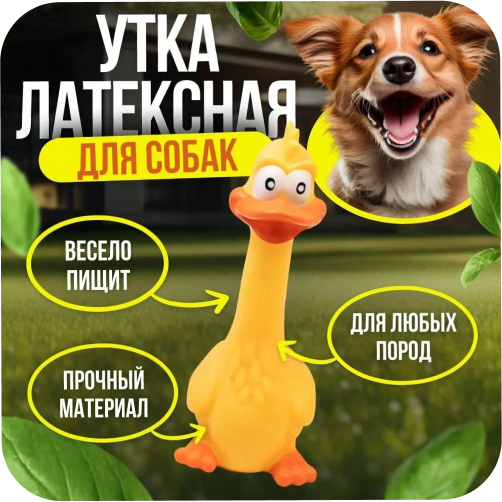 УТКА
ЛАТЕКСНАЯ
ДЛЯ СОБАК
ВЕСЕЛО
ПИЩИТ
ДЛЯ ЛЮБЫХ
ПОРОД
ПРОЧНЫЙ
МАТЕРИАЛ